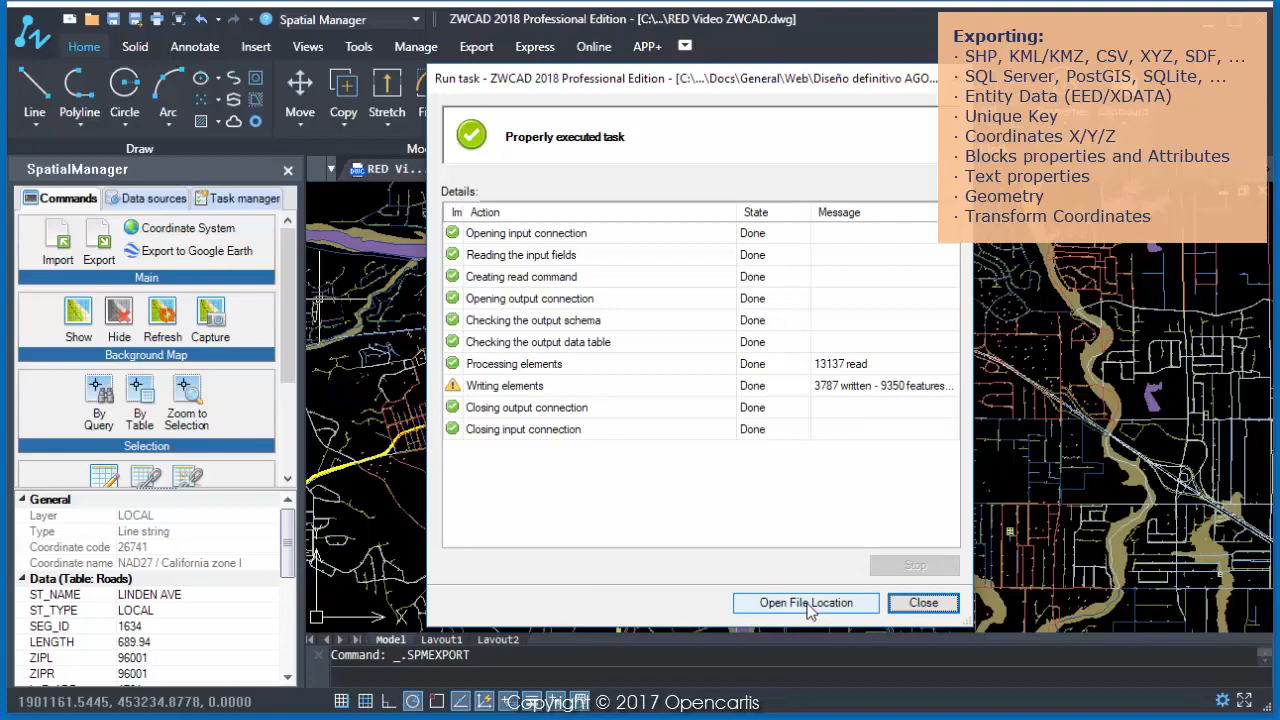 Spatial Manager
ZWCAD 2018 Professional Edition - [C:\...\RED Video ZWCAD.dwg]
Home Solid Annotate Insert Views Tools Manage Export Express Online APP+
Line Polyline Circle Arc Move Copy Stretch
Draw
Exporting:
· SHP, KML/KMZ, CSV, XYZ, SDF, ...
· SQL Server, PostGIS, SQLite, ...
· Entity Data (EED/XDATA)
· Unique Key
· Coordinates X/Y/Z
· Blocks properties and Attributes
· Text properties
· Geometry
· Transform Coordinates
SpatialManager
RED Vi...
Commands Data sources Task manager
Coordinate System
Export to Google Earth
Import Export
Main
Show Hide Refresh Capture
Background Map
By Query
By Table
Zoom to Selection
Selection
General
Layer LOCAL
Type Line string
Coordinate code 26741
Coordinate name NAD27 / California zone I
Data (Table: Roads)
ST_NAME LINDEN AVE
ST_TYPE LOCAL
SEG_ID 1634
LENGTH 689.94
ZIPL 96001
ZIPR 96001
Run task - ZWCAD 2018 Professional Edition - [C:\...\Docs\General\Web\Diseño definitivo AGO...
Properly executed task
Details:
Im Action State Message
Opening input connection Done
Reading the input fields Done
Creating read command Done
Opening output connection Done
Checking the output schema Done
Checking the output data table Done
Processing elements Done 13137 read
Writing elements Done 3787 written - 9350 features...
Closing output connection Done
Closing input connection Done
Stop
Open File Location Close
Model Layout1 Layout2
Command: _.SPMEXPORT
1901161.5445, 453234.8778, 0.0000
Copyright © 2017 Opencartis